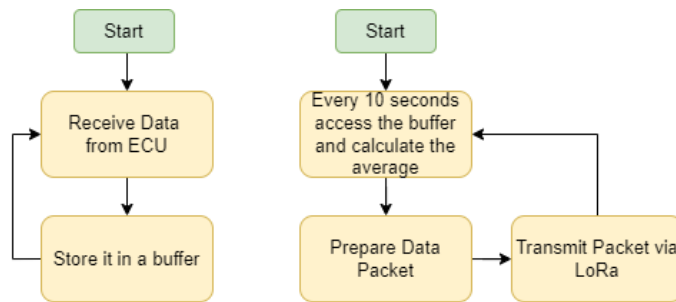 Start
Receive Data
from ECU
Store it in a buffer
Start
Every 10 seconds
access the buffer
and calculate the
average
Prepare Data
Packet
Transmit Packet via
LoRa